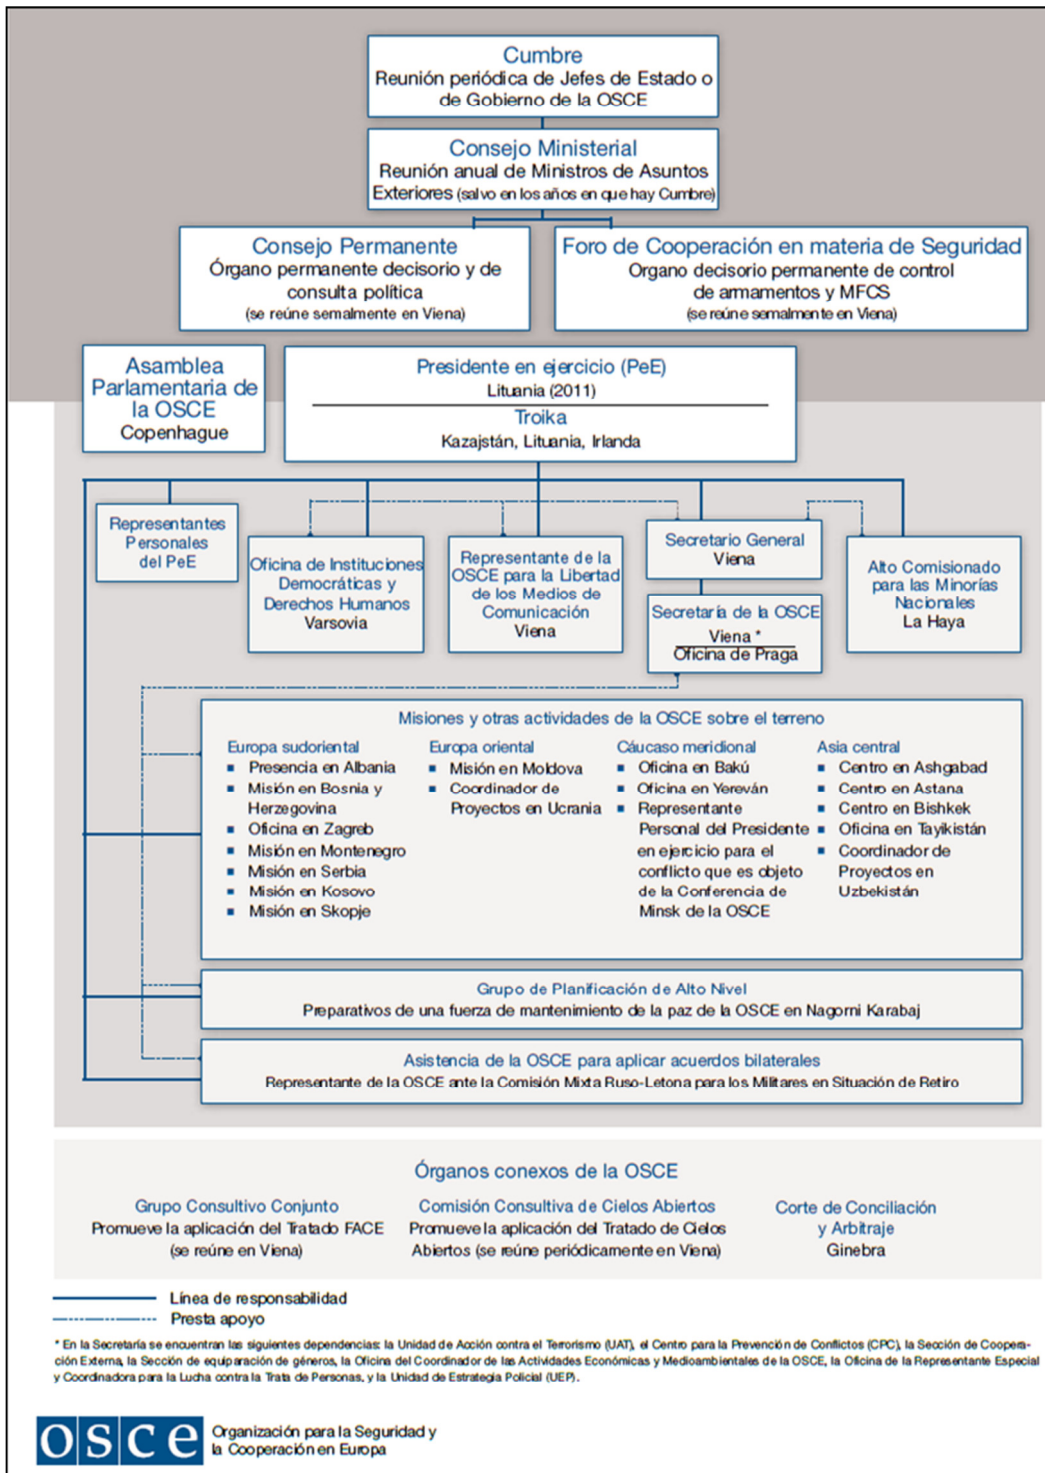 Cumbre
Reunión periódica de Jefes de Estado o
de Gobierno de la OSCE
Consejo Ministerial
Reunión anual de Ministros de Asuntos
Exteriores (salvo en los años en que hay Cumbre)
Consejo Permanente
Órgano permanente decisorio y de
consulta política
(se reúne semalmente en Viena)
Foro de Cooperación en materia de Seguridad
Organo decisorio permanente de control
de armamentos y MFCS
(se reúne semalmente en Viena)
Asamblea
Parlamentaria de
la OSCE
Copenhague
Presidente en ejercicio (PeE)
Lituania (2011)
Troika
Kazajstán, Lituania, Irlanda
Representantes
Personales
del PeE
Oficina de Instituciones
Democráticas y
Derechos Humanos
Varsovia
Representante de la
OSCE para la Libertad
de los Medios de
Comunicación
Viena
Secretario General
Viena
Secretaría de la OSCE
Viena *
Oficina de Praga
Alto Comisionado
para las Minorías
Nacionales
La Haya
Misiones y otras actividades de la OSCE sobre el terreno
Europa sudoriental
Presencia en Albania
Misión en Bosnia y
Herzegovina
Oficina en Zagreb
Misión en Montenegro
Misión en Serbia
Misión en Kosovo
Misión en Skopje
Europa oriental
Misión en Moldova
Coordinador de
Proyectos en Ucrania
Cáucaso meridional
Oficina en Bakú
Oficina en Yereván
Representante
Personal del Presidente
en ejercicio para el
conflicto que es objeto
de la Conferencia de
Minsk de la OSCE
Asia central
Centro en Ashgabad
Centro en Astana
Centro en Bishkek
Oficina en Tayikistán
Coordinador de
Proyectos en
Uzbekistán
Grupo de Planificación de Alto Nivel
Preparativos de una fuerza de mantenimiento de la paz de la OSCE en Nagorni Karabaj
Asistencia de la OSCE para aplicar acuerdos bilaterales
Representante de la OSCE ante la Comisión Mixta Ruso-Letona para los Militares en Situación de Retiro
Órganos conexos de la OSCE
Grupo Consultivo Conjunto
Promueve la aplicación del Tratado FACE
(se reúne en Viena)
Comisión Consultiva de Cielos Abiertos
Promueve la aplicación del Tratado de Cielos
Abiertos (se reúne periódicamente en Viena)
Corte de Conciliación
y Arbitraje
Ginebra
Línea de responsabilidad
Presta apoyo
* En la Secretaría se encuentran las siguientes dependencias: la Unidad de Acción contra el Terrorismo (UAT), el Centro para la Prevención de Conflictos (CPC), la Sección de Coopera-
ción Externa, la Sección de equiparación de géneros, la Oficina del Coordinador de las Actividades Económicas y Medioambientales de la OSCE, la Oficina de la Representante Especial
y Coordinadora para la Lucha contra la Trata de Personas, y la Unidad de Estrategia Policial (UEP).
osce
Organización para la Seguridad y
la Cooperación en Europa